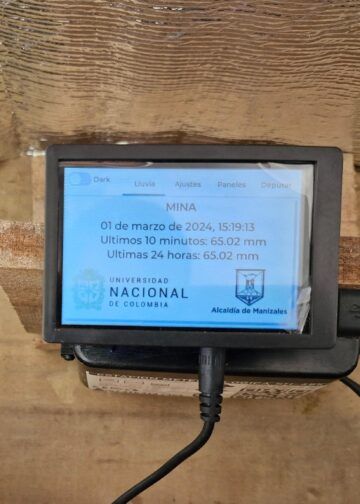 Dark
Lluvia Ajustes Paneles Depurar
MINA
01 de marzo de 2024, 15:19:13
Ultimos 10 minutos: 65.02 mm
Ultimas 24 horas: 65.02 mm
UNIVERSIDAD
NACIONAL
DE COLOMBIA
Alcaldía de Manizales